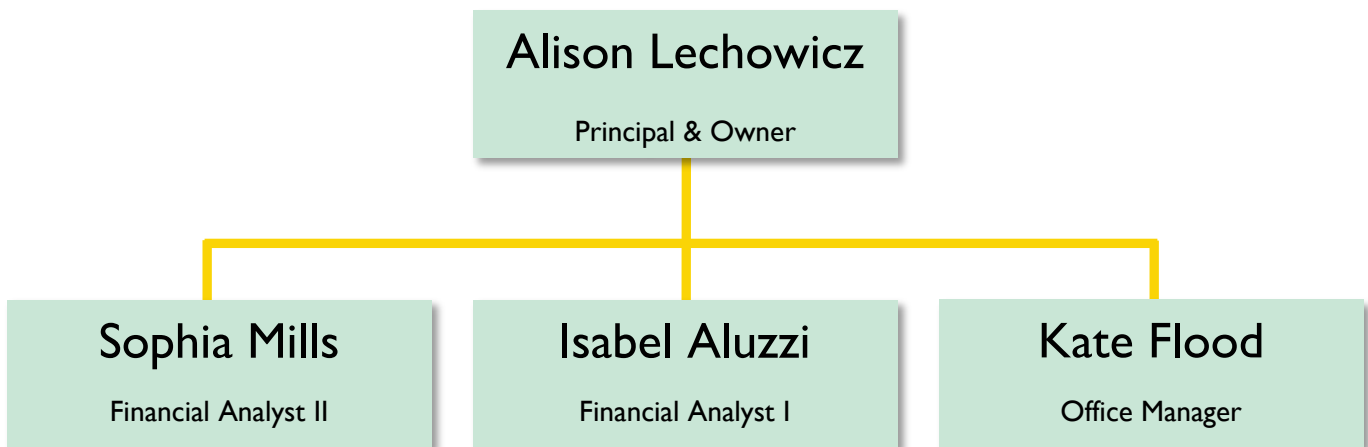 Alison Lechowicz
Principal & Owner
Sophia Mills
Financial Analyst II
Isabel Aluzzi
Financial Analyst I
Kate Flood
Office Manager